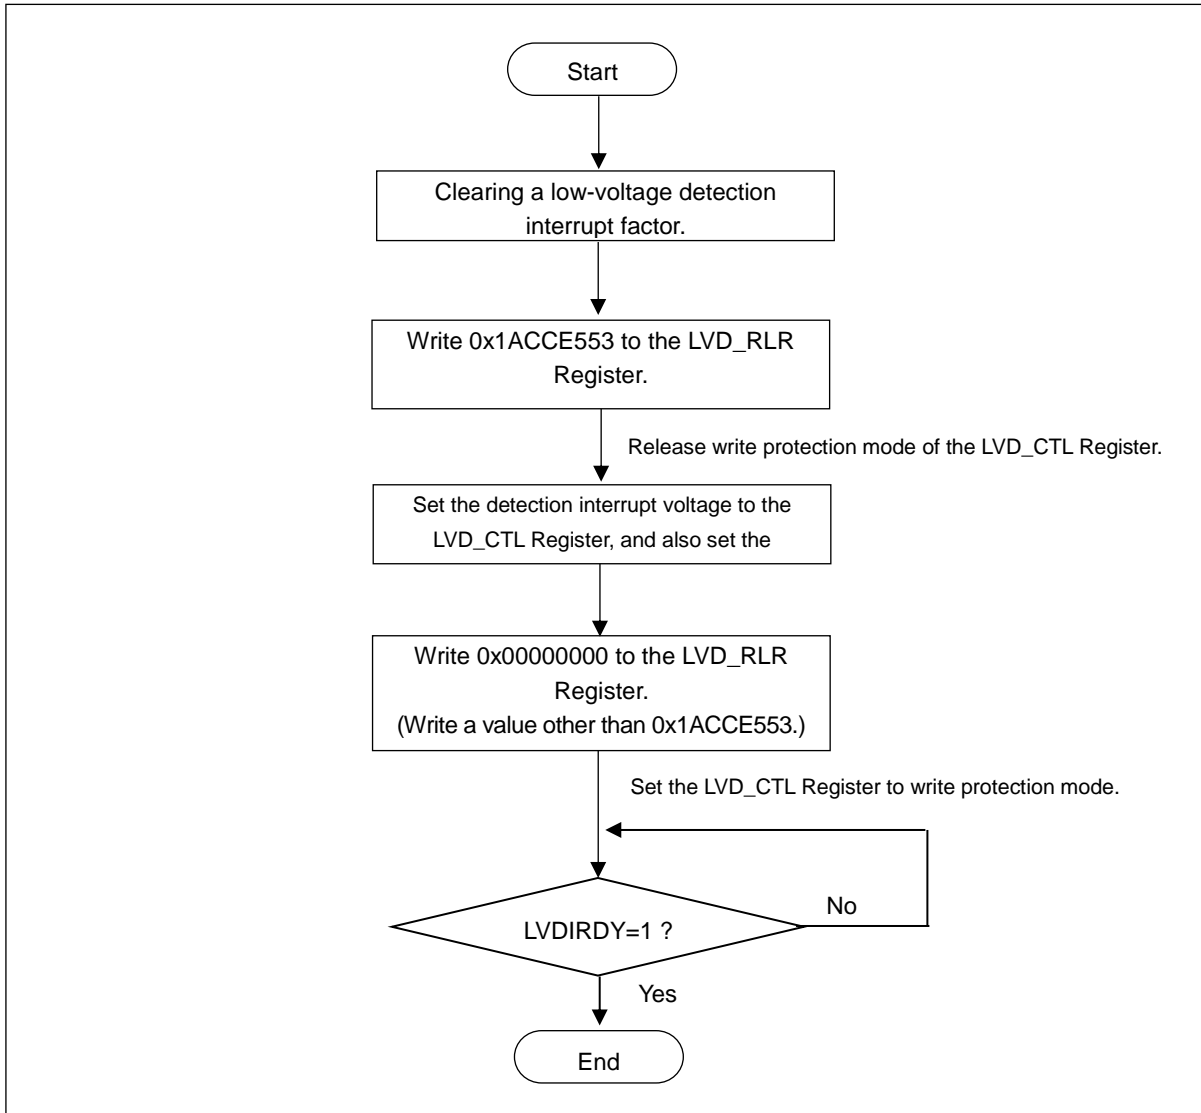 Start
Clearing a low-voltage detection
interrupt factor.
Write 0x1ACCE553 to the LVD_RLR
Register.
Release write protection mode of the LVD_CTL Register.
Set the detection interrupt voltage to the
LVD_CTL Register, and also set the
Write 0x00000000 to the LVD_RLR
Register.
(Write a value other than 0x1ACCE553.)
Set the LVD_CTL Register to write protection mode.
No
LVDIRDY=1 ?
Yes
End